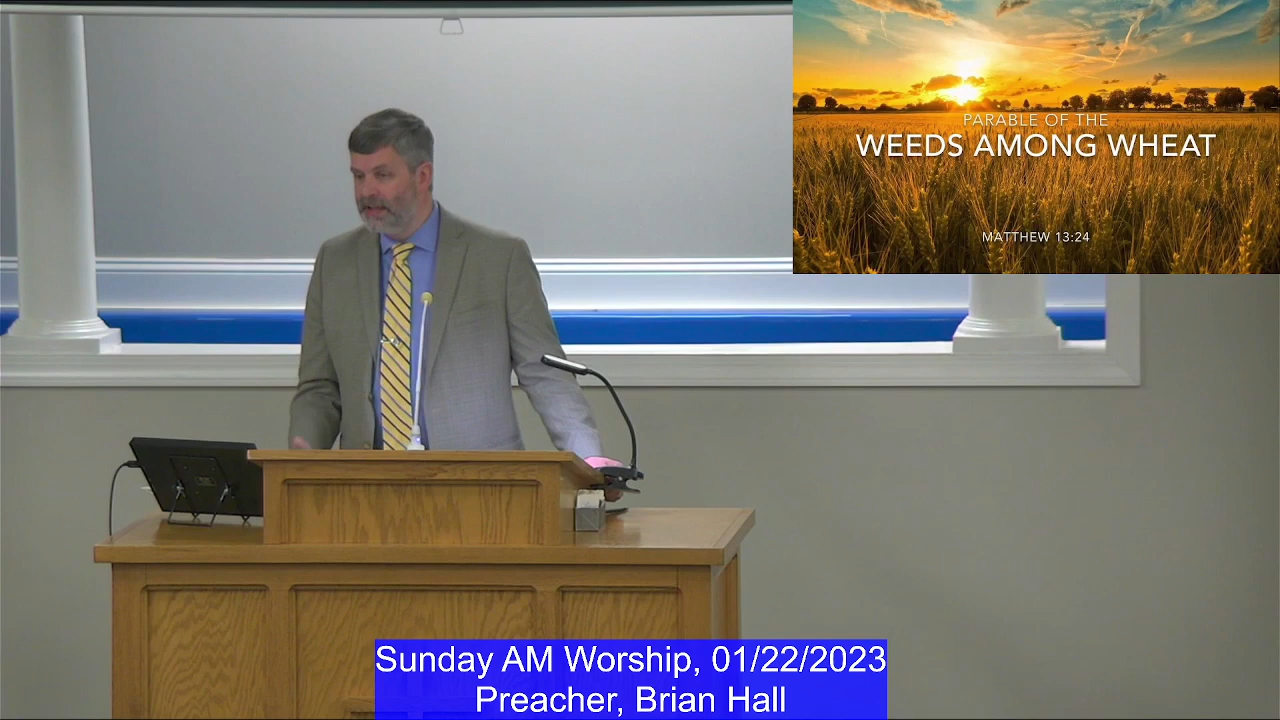 PARABLE OF THE
WEEDS AMONG WHEAT
MATTHEW 13:24
Sunday AM Worship, 01/22/2023
Preacher, Brian Hall